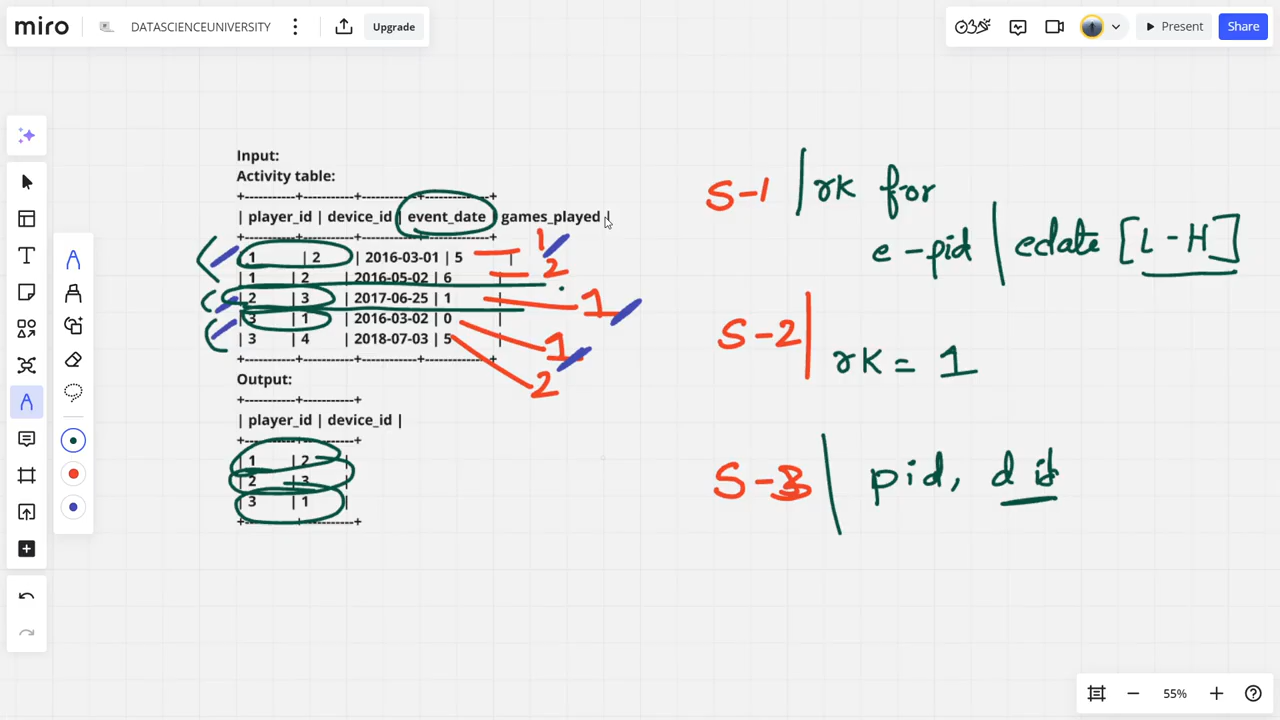 miro
DATASCIENCEUNIVERSITY
Upgrade
Present
Share
Input:
Activity table:
+-----------+-----------+------------+--------------+
| player_id | device_id | event_date | games_played |
+-----------+-----------+------------+--------------+
| 1 | 2 | 2016-03-01 | 5 |
| 1 | 2 | 2016-05-02 | 6 |
| 2 | 3 | 2017-06-25 | 1 |
| 3 | 1 | 2016-03-02 | 0 |
| 3 | 4 | 2018-07-03 | 5 |
+-----------+-----------+------------+--------------+
1
2
1
1
2
Output:
+-----------+-----------+
| player_id | device_id |
+-----------+-----------+
| 1 | 2 |
| 2 | 3 |
| 3 | 1 |
+-----------+-----------+
S-1 | rk for
e-pid | edate [L-H]
S-2 | rk = 1
S-3 | pid, d id
55%